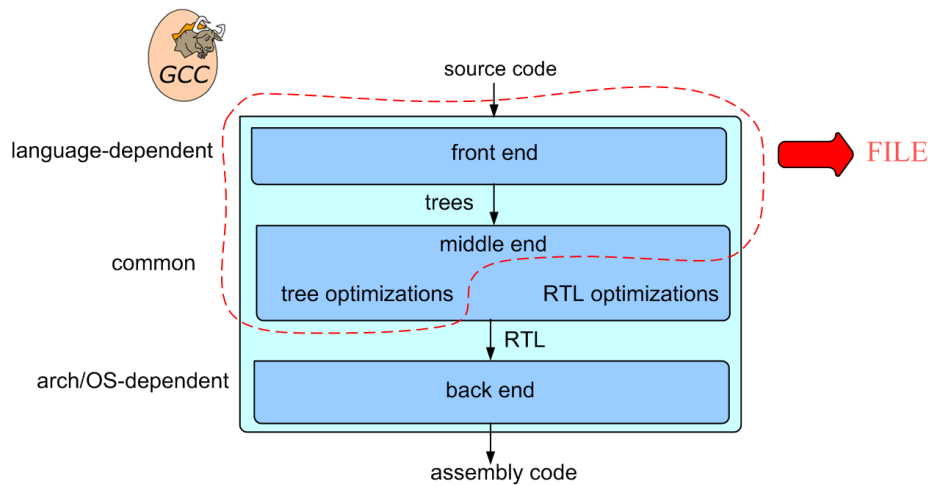 GCC
source code
language-dependent
front end
FILE
trees
middle end
common
tree optimizations
RTL optimizations
RTL
arch/OS-dependent
back end
assembly code